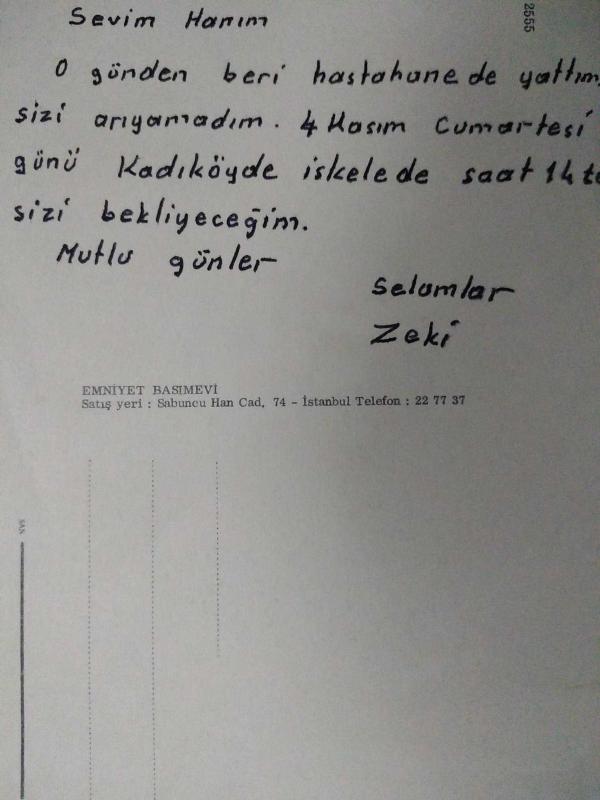 Sevim Hanım
2555
O günden beri hastahanede yattım,
sizi arıyamadım. 4 Kasım Cumartesi
günü Kadıköyde iskelede saat 14 te
sizi bekliyeceğim.
Mutlu günler
Selamlar
Zeki
EMNİYET BASIMEVİ
Satış yeri : Sabuncu Han Cad. 74 - İstanbul Telefon : 22 77 37